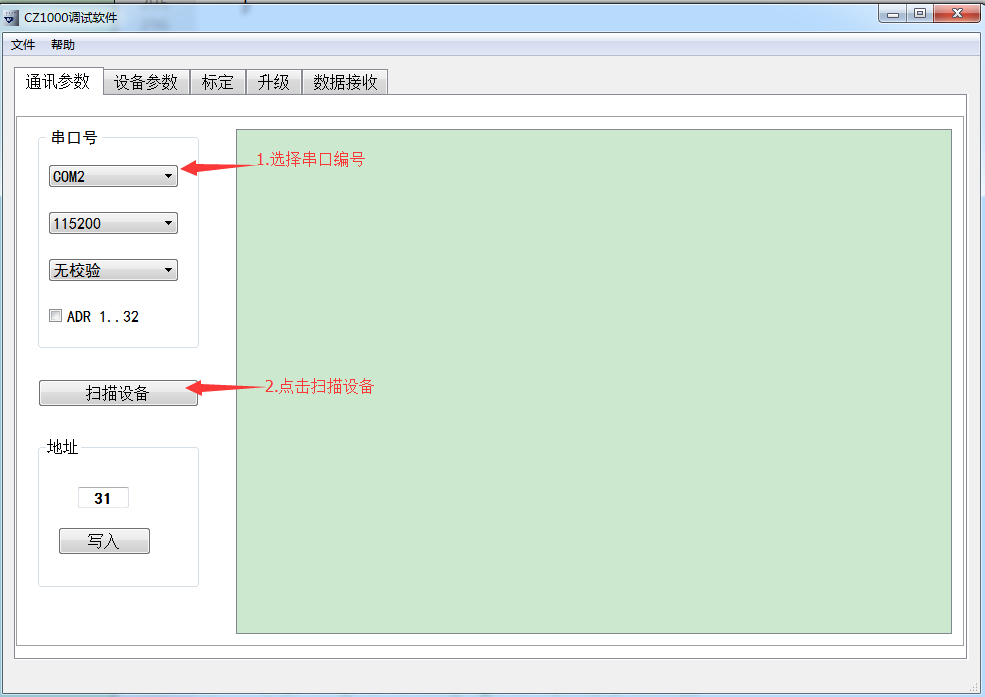 CZ1000调试软件
文件 帮助
通讯参数 设备参数 标定 升级 数据接收
串口号
1.选择串口编号
COM2
115200
无校验
ADR 1..32
扫描设备
2.点击扫描设备
地址
31
写入